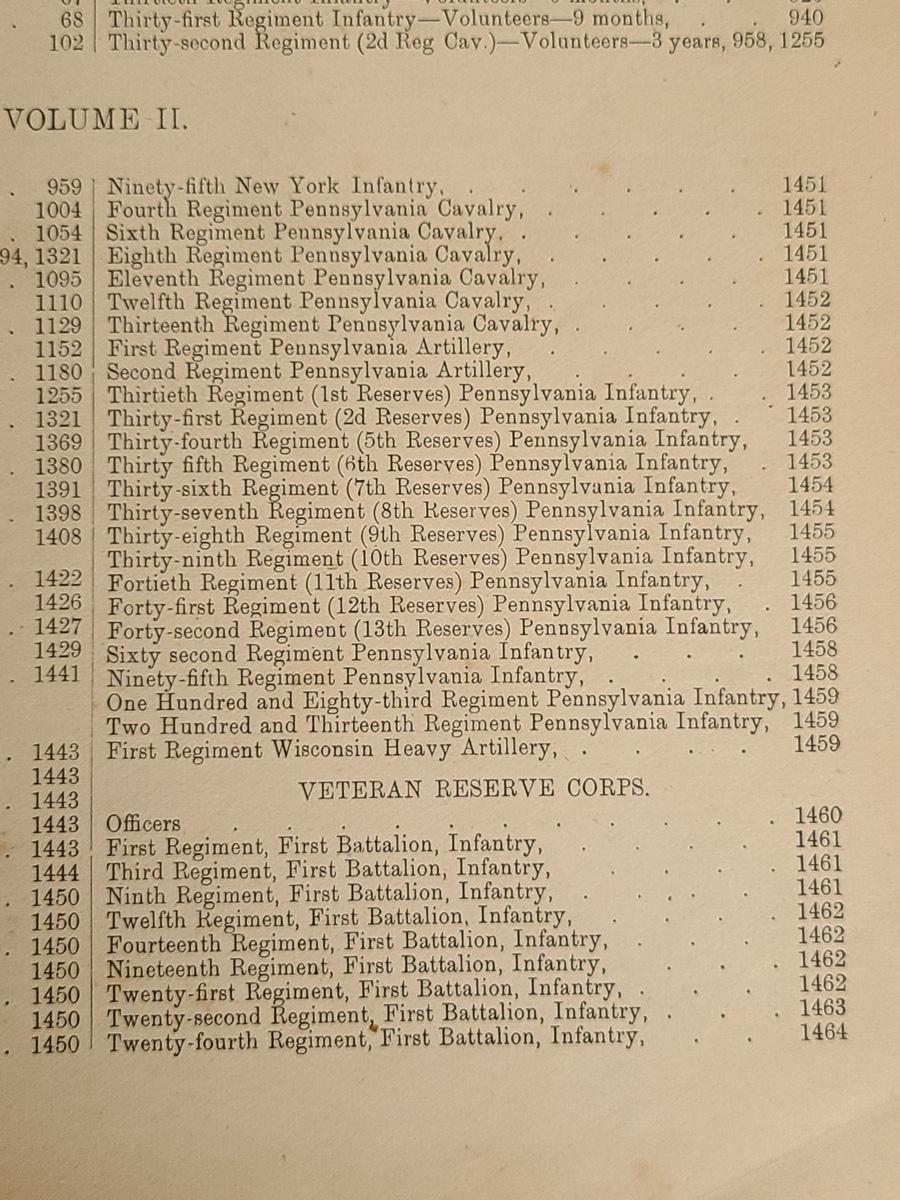 68 Thirty-first Regiment Infantry—Volunteers—9 months, . . 940
102 Thirty-second Regiment (2d Reg Cav.)—Volunteers—3 years, 958, 1255
VOLUME II.
. 959 Ninety-fifth New York Infantry, . . . . . . 1451
1004 Fourth Regiment Pennsylvania Cavalry, . . . . . 1451
. 1054 Sixth Regiment Pennsylvania Cavalry, . . . . . 1451
94, 1321 Eighth Regiment Pennsylvania Cavalry, . . . . . 1451
. 1095 Eleventh Regiment Pennsylvania Cavalry, . . . . 1451
1110 Twelfth Regiment Pennsylvania Cavalry, . . . . . 1452
. 1129 Thirteenth Regiment Pennsylvania Cavalry, . . . . 1452
1152 First Regiment Pennsylvania Artillery, . . . . . 1452
. 1180 Second Regiment Pennsylvania Artillery, . . . . 1452
1255 Thirtieth Regiment (1st Reserves) Pennsylvania Infantry, . . 1453
. 1321 Thirty-first Regiment (2d Reserves) Pennsylvania Infantry, . . 1453
1369 Thirty-fourth Regiment (5th Reserves) Pennsylvania Infantry, 1453
. 1380 Thirty fifth Regiment (6th Reserves) Pennsylvania Infantry, . 1453
1391 Thirty-sixth Regiment (7th Reserves) Pennsylvania Infantry, 1454
. 1398 Thirty-seventh Regiment (8th Reserves) Pennsylvania Infantry, 1454
1408 Thirty-eighth Regiment (9th Reserves) Pennsylvania Infantry, 1455
Thirty-ninth Regiment (10th Reserves) Pennsylvania Infantry, 1455
. 1422 Fortieth Regiment (11th Reserves) Pennsylvania Infantry, . 1455
1426 Forty-first Regiment (12th Reserves) Pennsylvania Infantry, . 1456
. 1427 Forty-second Regiment (13th Reserves) Pennsylvania Infantry, 1456
1429 Sixty second Regiment Pennsylvania Infantry, . . . 1458
. 1441 Ninety-fifth Regiment Pennsylvania Infantry, . . . . 1458
One Hundred and Eighty-third Regiment Pennsylvania Infantry, 1459
Two Hundred and Thirteenth Regiment Pennsylvania Infantry, 1459
. 1443 First Regiment Wisconsin Heavy Artillery, . . . . 1459
1443
VETERAN RESERVE CORPS.
. 1443
1443 Officers . . . . . . . . . . . 1460
. 1443 First Regiment, First Battalion, Infantry, . . . . 1461
1444 Third Regiment, First Battalion, Infantry, . . . . 1461
. 1450 Ninth Regiment, First Battalion, Infantry, . . . . 1461
1450 Twelfth Regiment, First Battalion, Infantry, . . . . 1462
. 1450 Fourteenth Regiment, First Battalion, Infantry, . . . 1462
1450 Nineteenth Regiment, First Battalion, Infantry, . . . 1462
. 1450 Twenty-first Regiment, First Battalion, Infantry, . . . 1462
1450 Twenty-second Regiment, First Battalion, Infantry, . . . 1463
. 1450 Twenty-fourth Regiment, First Battalion, Infantry, . . 1464